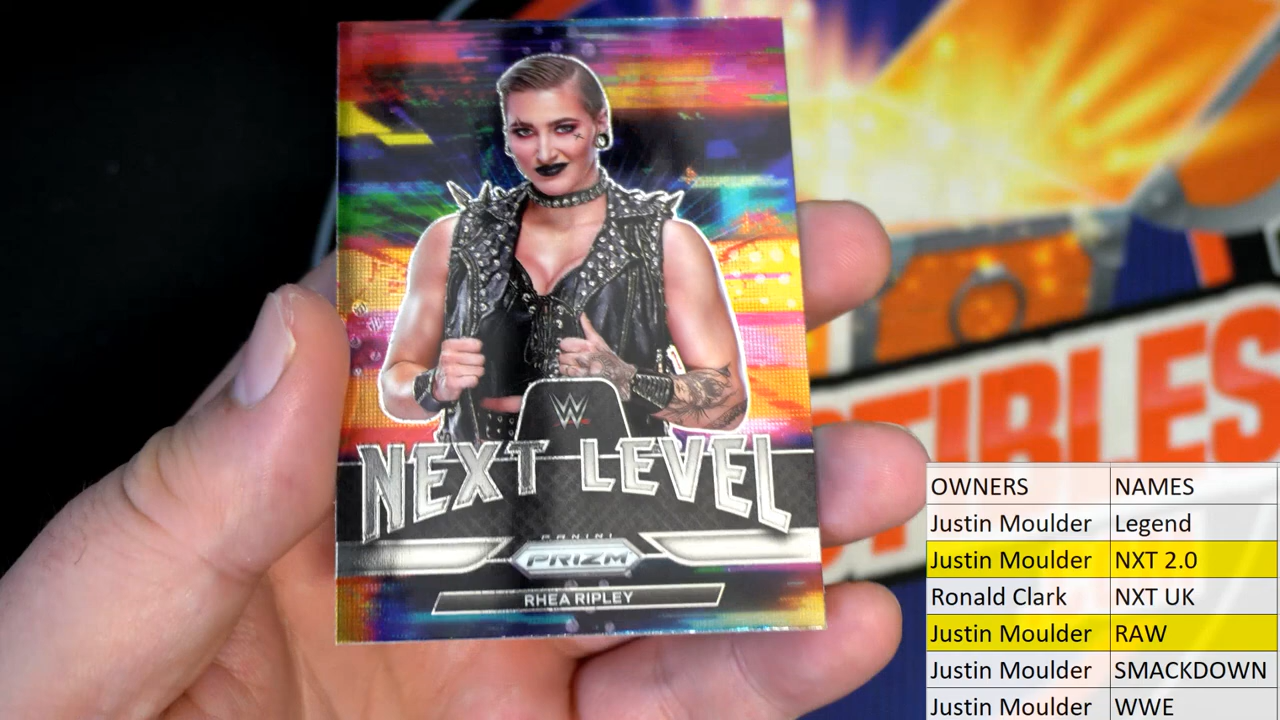 W
NEXT LEVEL
PANINI
PRIZM
RHEA RIPLEY
TIBLES
OWNERS NAMES
Justin Moulder Legend
Justin Moulder NXT 2.0
Ronald Clark NXT UK
Justin Moulder RAW
Justin Moulder SMACKDOWN
Justin Moulder WWE